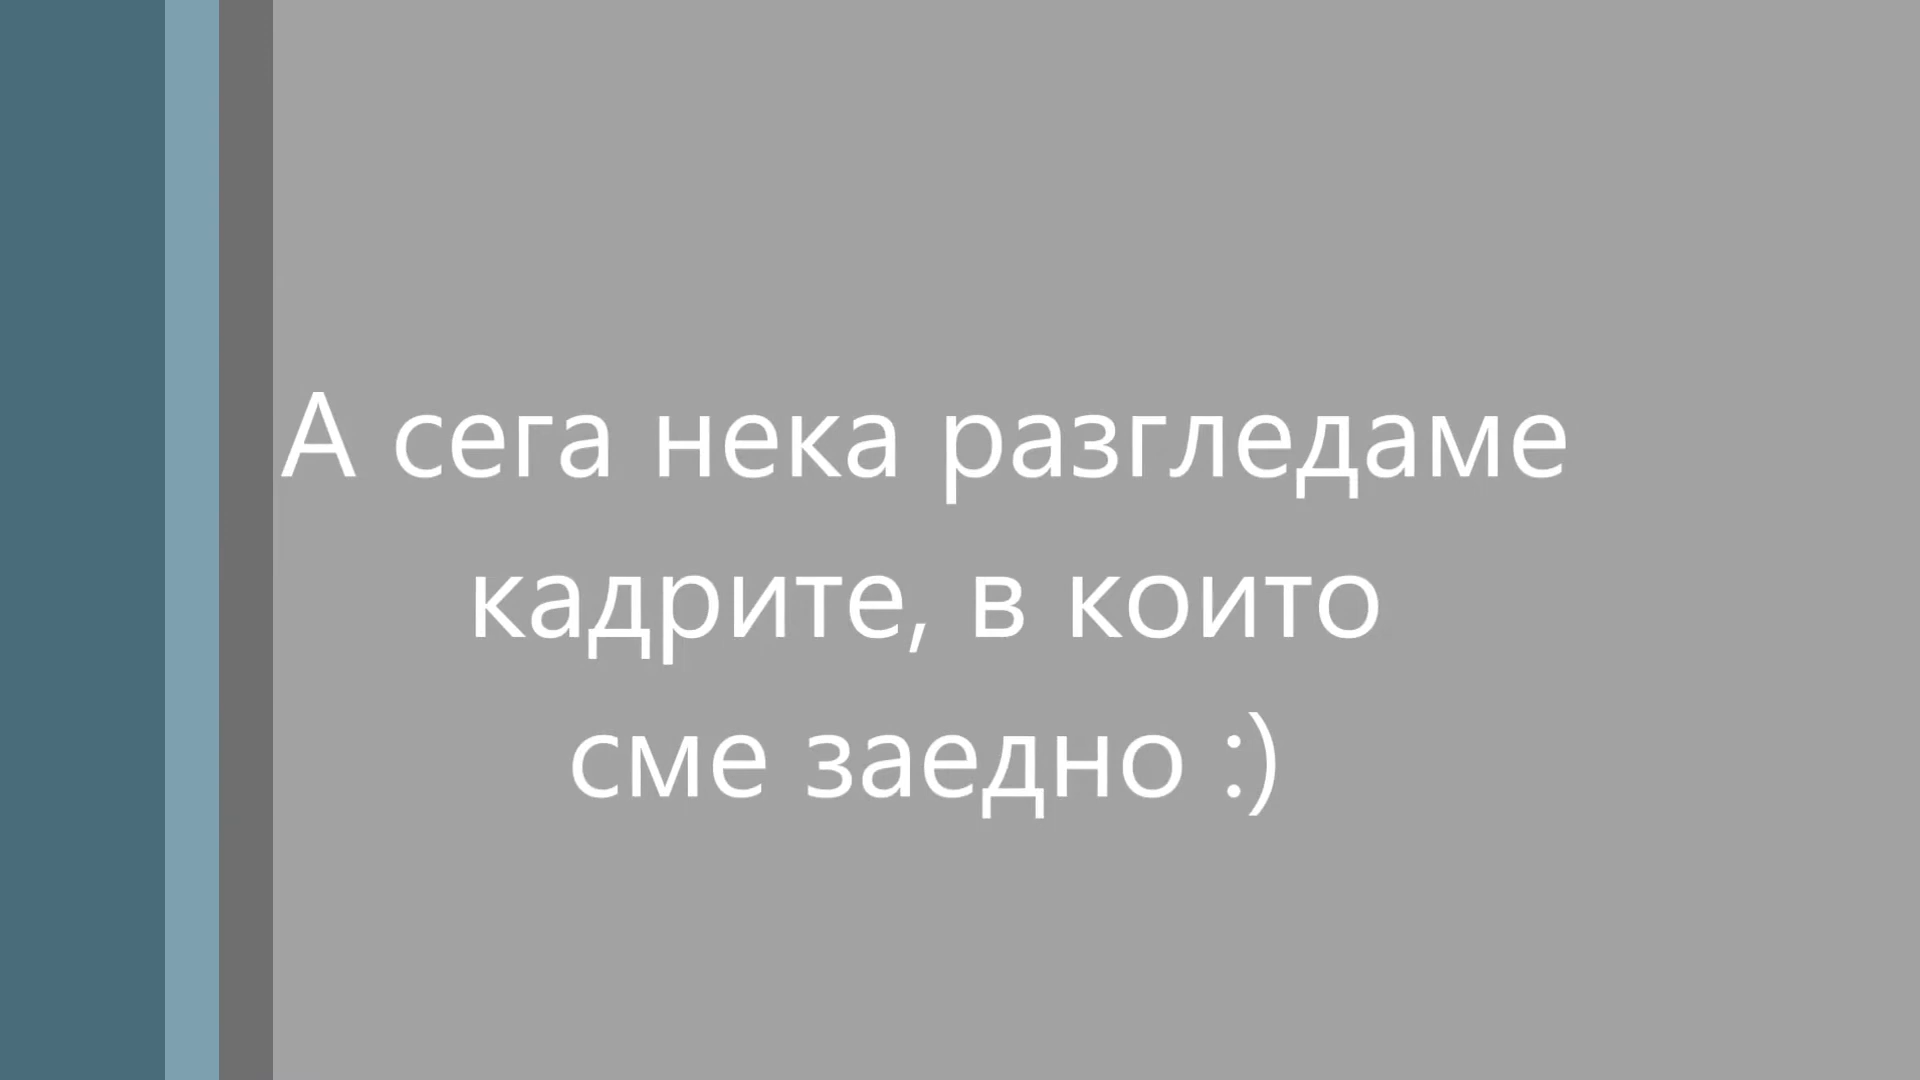 А сега нека разгледаме
кадрите, в които
сме заедно :)